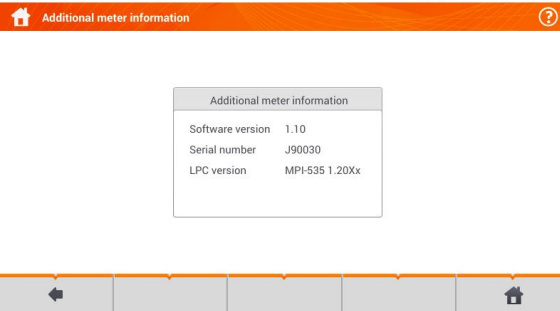 Additional meter information
?
Additional meter information
Software version 1.10
Serial number J90030
LPC version MPI-535 1.20Xx